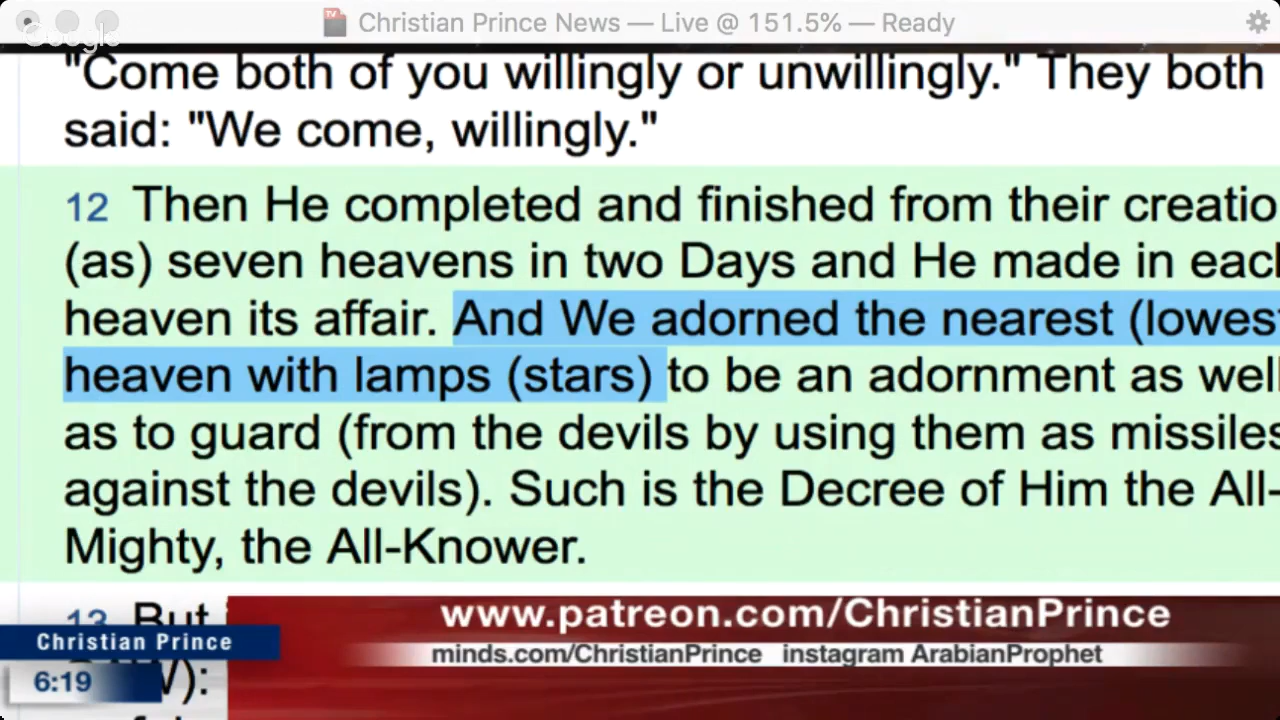 Christian Prince News — Live @ 151.5% — Ready
Google
"Come both of you willingly or unwillingly." They both
said: "We come, willingly."
12 Then He completed and finished from their creatio
(as) seven heavens in two Days and He made in each
heaven its affair. And We adorned the nearest (lowest
heaven with lamps (stars) to be an adornment as well
as to guard (from the devils by using them as missiles
against the devils). Such is the Decree of Him the All-
Mighty, the All-Knower.
13 But
www.patreon.com/ChristianPrince
Christian Prince
minds.com/ChristianPrince instagram ArabianProphet
6:19